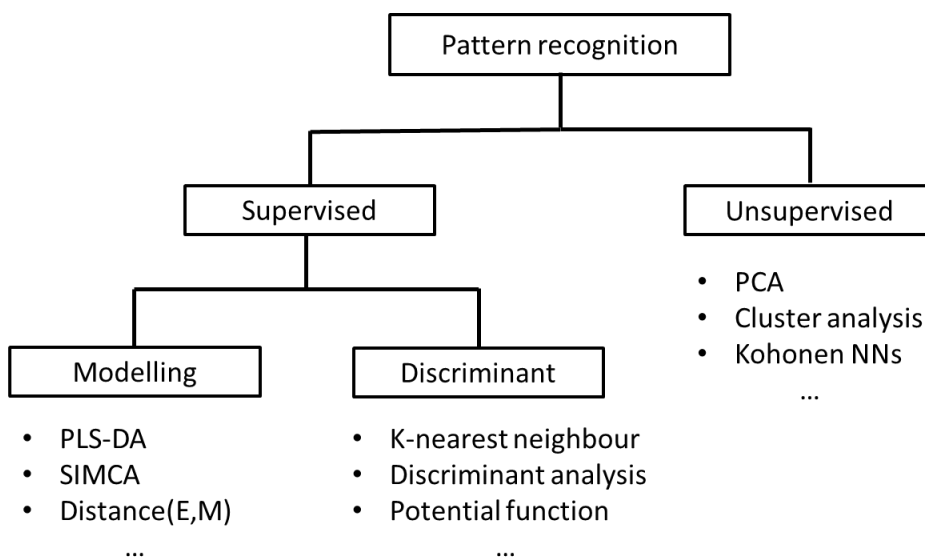 Pattern recognition
Supervised
Unsupervised
• PCA
• Cluster analysis
• Kohonen NNs
...
Modelling
Discriminant
• PLS-DA
• SIMCA
• Distance(E,M)
...
• K-nearest neighbour
• Discriminant analysis
• Potential function
...